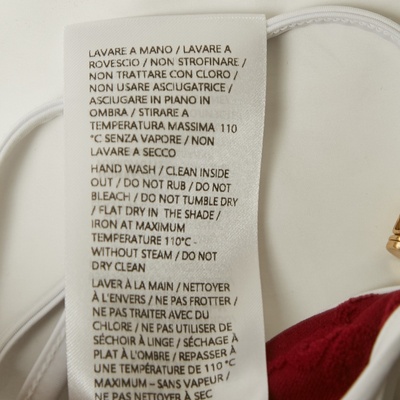 LAVARE A MANO / LAVARE A
ROVESCIO / NON STROFINARE /
NON TRATTARE CON CLORO /
NON USARE ASCIUGATRICE /
ASCIUGARE IN PIANO IN
OMBRA / STIRARE A
TEMPERATURA MASSIMA 110
°C SENZA VAPORE / NON
LAVARE A SECCO
HAND WASH / CLEAN INSIDE
OUT / DO NOT RUB / DO NOT
BLEACH / DO NOT TUMBLE DRY
/ FLAT DRY IN THE SHADE /
IRON AT MAXIMUM
TEMPERATURE 110°C -
WITHOUT STEAM / DO NOT
DRY CLEAN
LAVER À LA MAIN / NETTOYER
À L'ENVERS / NE PAS FROTTER /
NE PAS TRAITER AVEC DU
CHLORE / NE PAS UTILISER DE
SÉCHOIR À LINGE / SÉCHAGE À
PLAT À L'OMBRE / REPASSER À
UNE TEMPÉRATURE DE 110 °C
MAXIMUM – SANS VAPEUR /
NE PAS NETTOYER À SEC